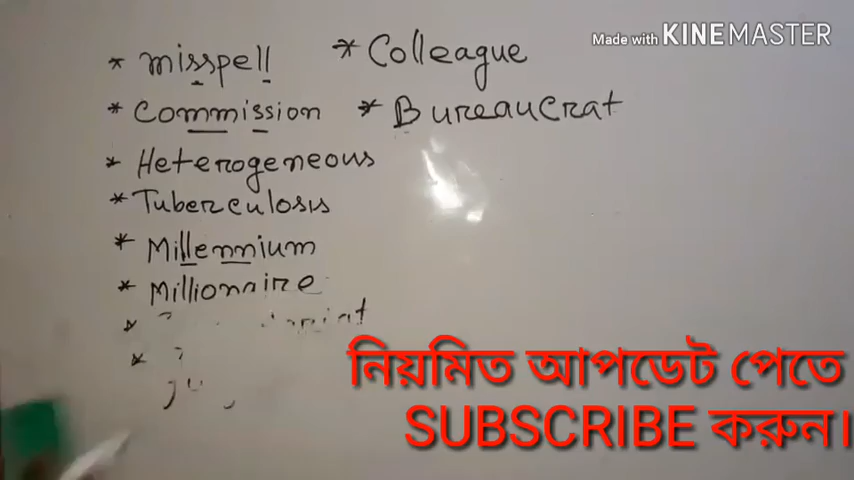 Made with KINEMASTER
* misspell * Colleague
* Commission * Bureaucrat
* Heterogeneous
* Tuberculosis
* Millennium
* Millionaire
*
*
নিয়মিত আপডেট পেতে
SUBSCRIBE করুন।